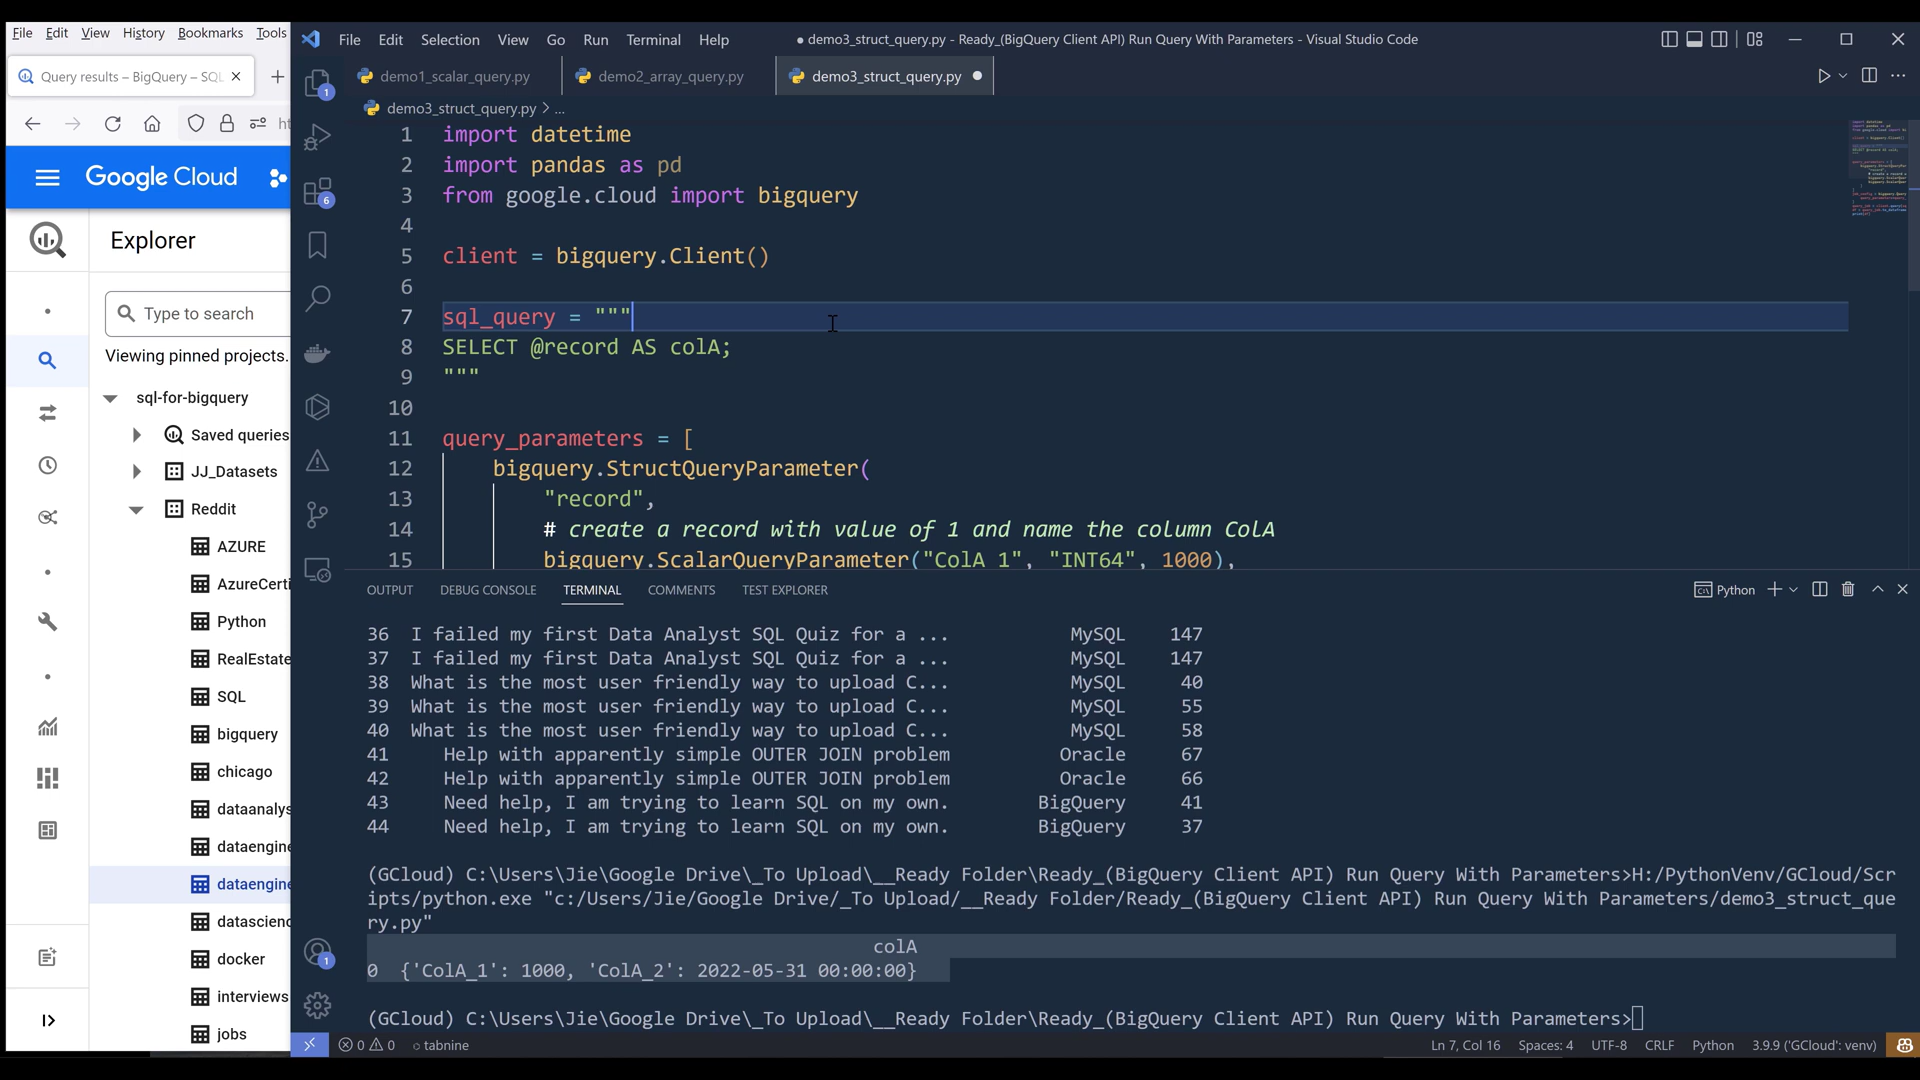 File Edit View History Bookmarks Tools
Query results – BigQuery – SQL
Google Cloud
Explorer
Type to search
Viewing pinned projects.
sql-for-bigquery
Saved queries
JJ_Datasets
Reddit
AZURE
AzureCerti
Python
RealEstate
SQL
bigquery
chicago
dataanalys
dataengine
dataengine
datascienc
docker
interviews
jobs
File Edit Selection View Go Run Terminal Help
● demo3_struct_query.py - Ready_(BigQuery Client API) Run Query With Parameters - Visual Studio Code
demo1_scalar_query.py
demo2_array_query.py
demo3_struct_query.py ●
demo3_struct_query.py > ...
1 import datetime
2 import pandas as pd
3 from google.cloud import bigquery
4
5 client = bigquery.Client()
6
7 sql_query = """
8 SELECT @record AS colA;
9 """
10
11 query_parameters = [
12 bigquery.StructQueryParameter(
13 "record",
14 # create a record with value of 1 and name the column ColA
15 bigquery.ScalarQueryParameter("ColA_1", "INT64", 1000),
OUTPUT DEBUG CONSOLE TERMINAL COMMENTS TEST EXPLORER
Python
36 I failed my first Data Analyst SQL Quiz for a ... MySQL 147
37 I failed my first Data Analyst SQL Quiz for a ... MySQL 147
38 What is the most user friendly way to upload C... MySQL 40
39 What is the most user friendly way to upload C... MySQL 55
40 What is the most user friendly way to upload C... MySQL 58
41 Help with apparently simple OUTER JOIN problem Oracle 67
42 Help with apparently simple OUTER JOIN problem Oracle 66
43 Need help, I am trying to learn SQL on my own. BigQuery 41
44 Need help, I am trying to learn SQL on my own. BigQuery 37
(GCloud) C:\Users\Jie\Google Drive\_To Upload\__Ready Folder\Ready_(BigQuery Client API) Run Query With Parameters>H:/PythonVenv/GCloud/Scr
ipts/python.exe "c:/Users/Jie/Google Drive/_To Upload/__Ready Folder/Ready_(BigQuery Client API) Run Query With Parameters/demo3_struct_que
ry.py"
colA
0 {'ColA_1': 1000, 'ColA_2': 2022-05-31 00:00:00}
(GCloud) C:\Users\Jie\Google Drive\_To Upload\__Ready Folder\Ready_(BigQuery Client API) Run Query With Parameters>
1
6
1
0 0 tabnine
Ln 7, Col 16 Spaces: 4 UTF-8 CRLF Python 3.9.9 ('GCloud': venv)